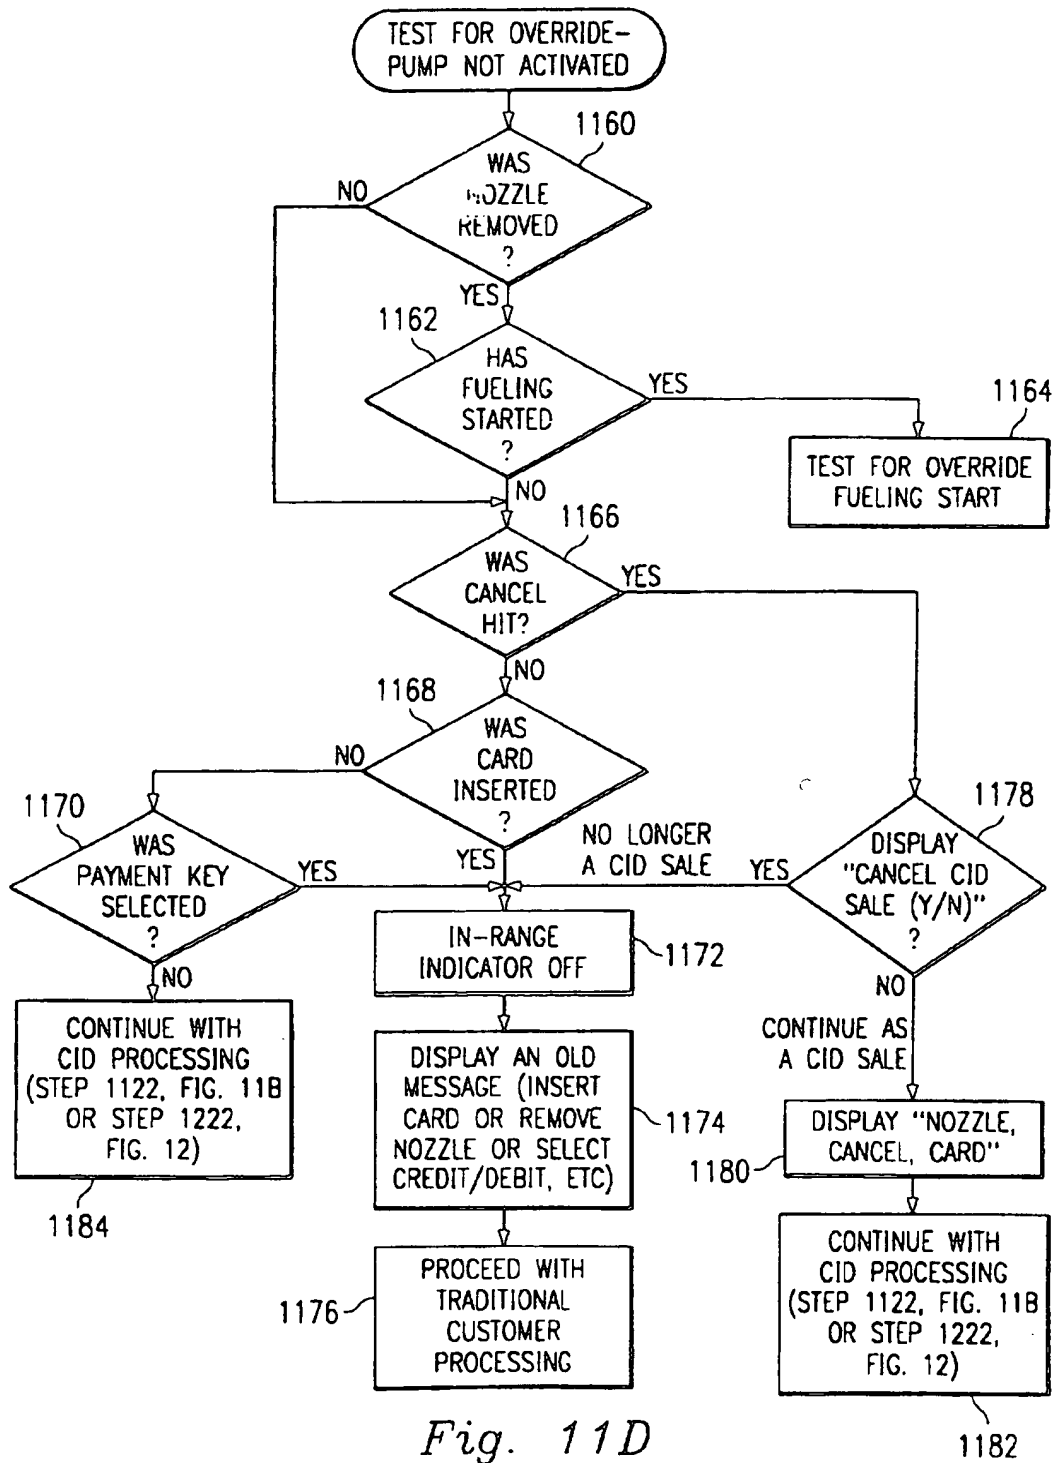 TEST FOR OVERRIDE-
PUMP NOT ACTIVATED
1160
WAS
NOZZLE
REMOVED
?
NO
YES
1162
HAS
FUELING
STARTED
?
YES
1164
TEST FOR OVERRIDE
FUELING START
NO
1166
WAS
CANCEL
HIT?
YES
NO
1168
WAS
CARD
INSERTED
?
NO
YES
1170
WAS
PAYMENT KEY
SELECTED
?
YES
NO
NO LONGER
A CID SALE
YES
1178
DISPLAY
"CANCEL CID
SALE (Y/N)"
?
NO
IN-RANGE
INDICATOR OFF
1172
CONTINUE WITH
CID PROCESSING
(STEP 1122, FIG. 11B
OR STEP 1222,
FIG. 12)
1184
DISPLAY AN OLD
MESSAGE (INSERT
CARD OR REMOVE
NOZZLE OR SELECT
CREDIT/DEBIT, ETC)
1174
CONTINUE AS
A CID SALE
DISPLAY "NOZZLE,
CANCEL, CARD"
1180
PROCEED WITH
TRADITIONAL
CUSTOMER
PROCESSING
1176
CONTINUE WITH
CID PROCESSING
(STEP 1122, FIG. 11B
OR STEP 1222,
FIG. 12)
1182
Fig. 11D